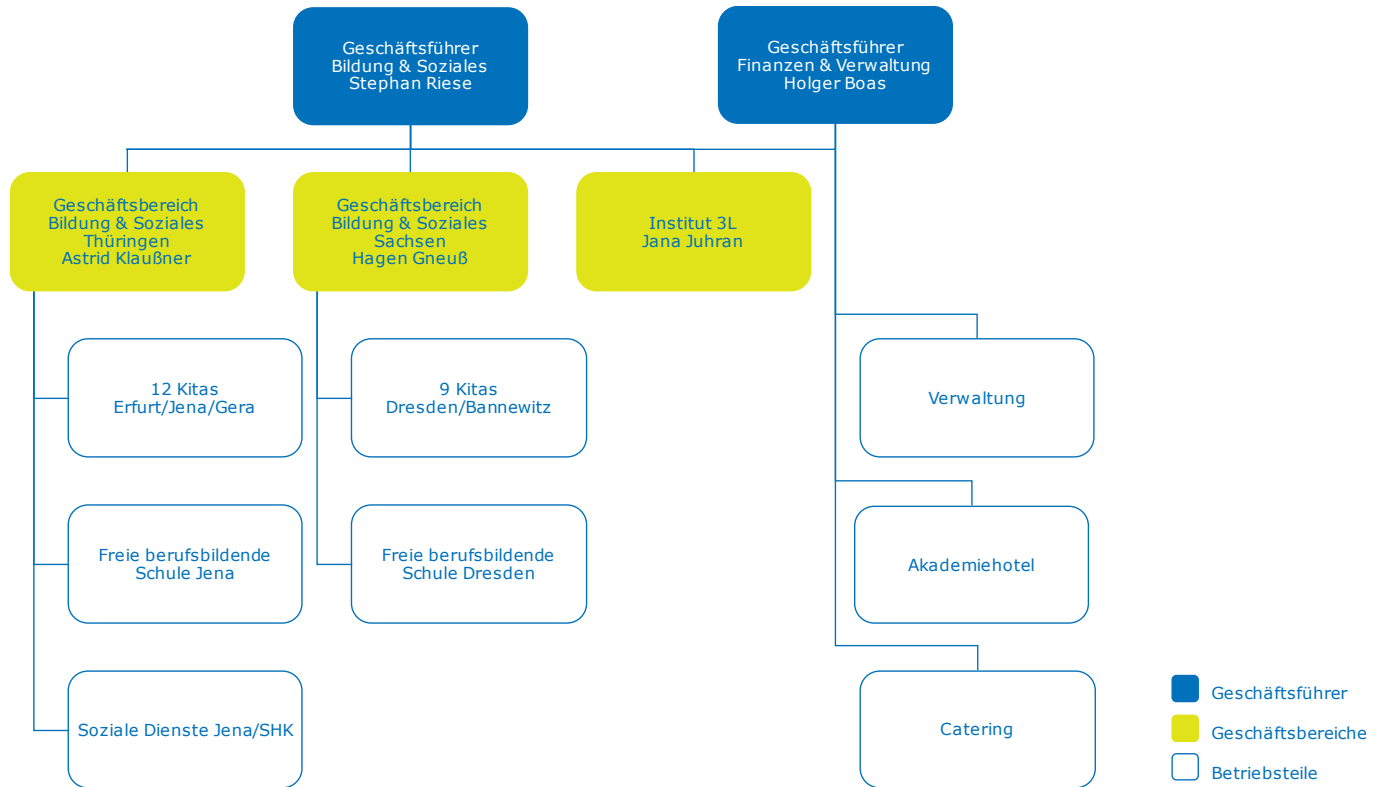 Geschäftsführer
Bildung & Soziales
Stephan Riese
Geschäftsführer
Finanzen & Verwaltung
Holger Boas
Geschäftsbereich
Bildung & Soziales
Thüringen
Astrid Klaußner
Geschäftsbereich
Bildung & Soziales
Sachsen
Hagen Gneuß
Institut 3L
Jana Juhran
12 Kitas
Erfurt/Jena/Gera
9 Kitas
Dresden/Bannewitz
Verwaltung
Freie berufsbildende
Schule Jena
Freie berufsbildende
Schule Dresden
Akademiehotel
Soziale Dienste Jena/SHK
Catering
Geschäftsführer
Geschäftsbereiche
Betriebsteile